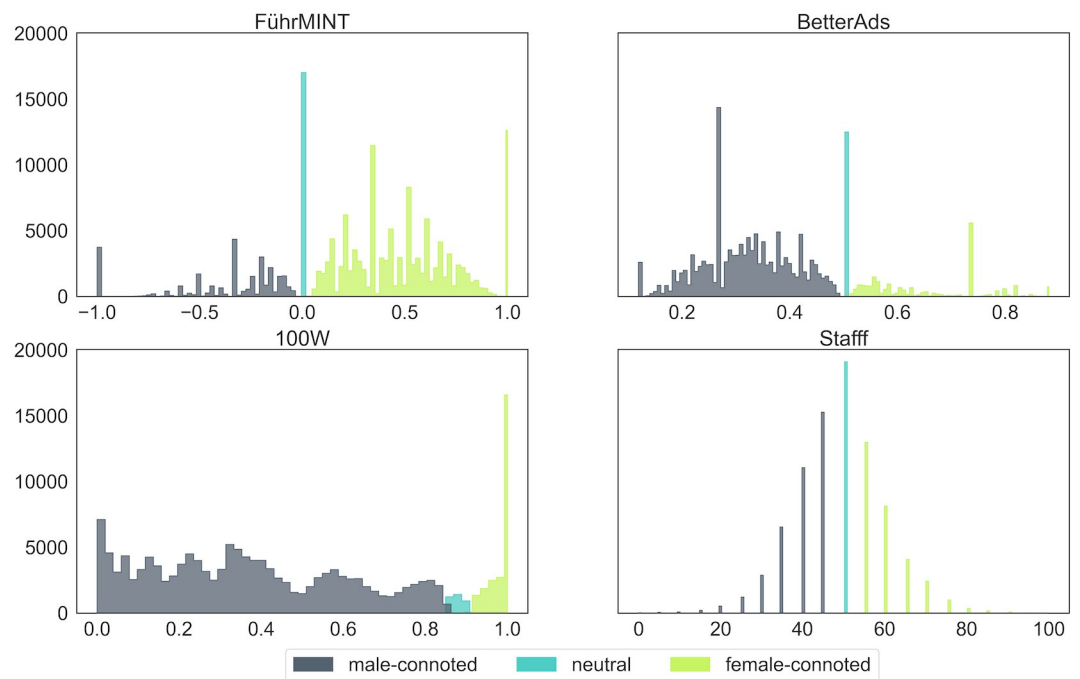 FührMINT
BetterAds
20000
15000
10000
5000
0
−1.0 −0.5 0.0 0.5 1.0
0.2 0.4 0.6 0.8
100W
Stafff
20000
15000
10000
5000
0
0.0 0.2 0.4 0.6 0.8 1.0
0 20 40 60 80 100
male-connoted neutral female-connoted